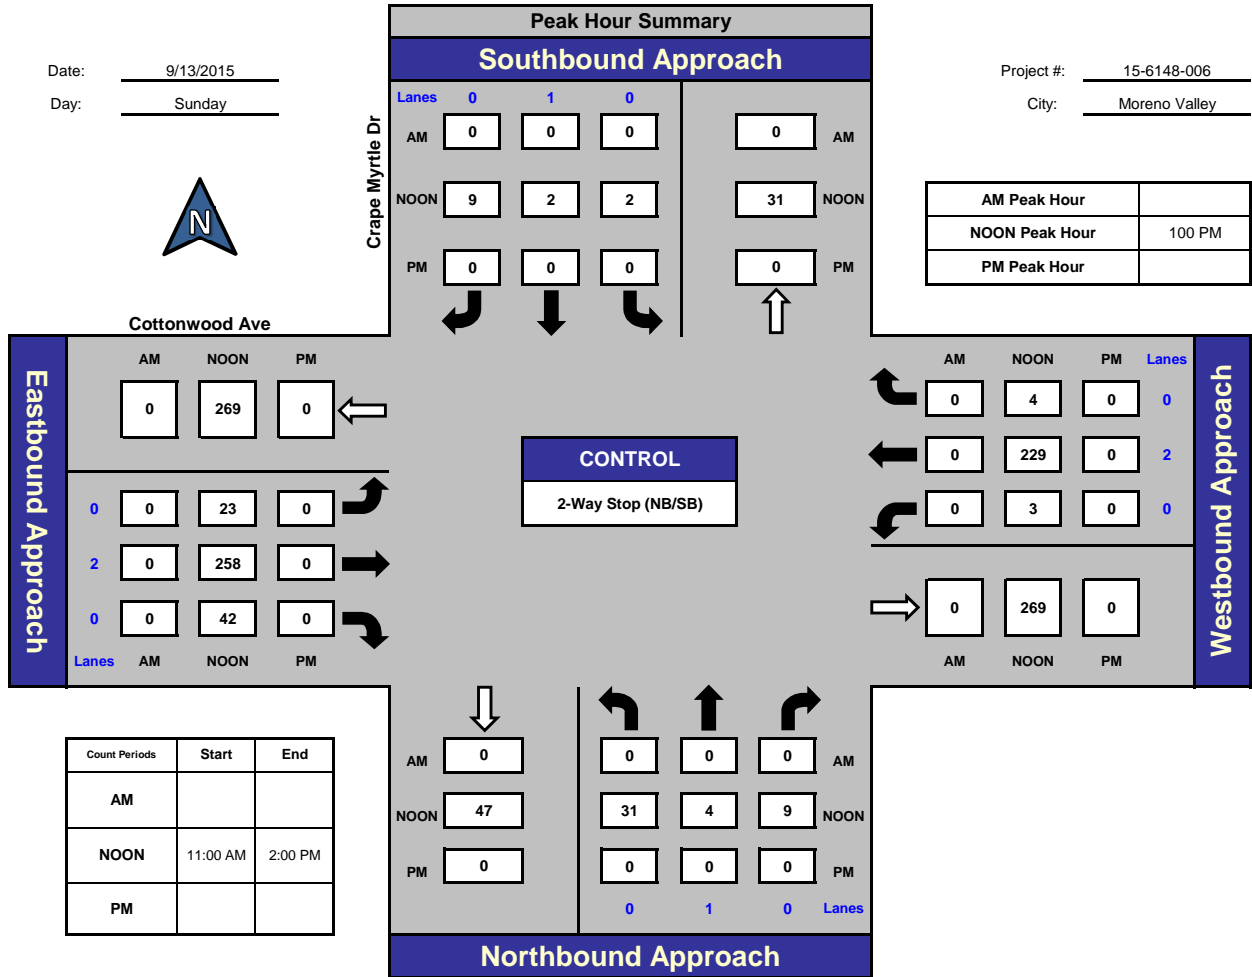 Peak Hour Summary
Southbound Approach
Date: 9/13/2015
Day: Sunday
Project #: 15-6148-006
City: Moreno Valley
N
Crape Myrtle Dr
Lanes 0 1 0
AM 0 0 0 0 AM
NOON 9 2 2 31 NOON
PM 0 0 0 0 PM
AM Peak Hour
NOON Peak Hour 100 PM
PM Peak Hour
Cottonwood Ave
Eastbound Approach
AM NOON PM
0 269 0
0 0 23 0
2 0 258 0
0 0 42 0
Lanes AM NOON PM
CONTROL
2-Way Stop (NB/SB)
AM NOON PM Lanes
0 4 0 0
0 229 0 2
0 3 0 0
0 269 0
AM NOON PM
Westbound Approach
Count Periods Start End
AM
NOON 11:00 AM 2:00 PM
PM
AM 0 0 0 0 AM
NOON 47 31 4 9 NOON
PM 0 0 0 0 PM
0 1 0 Lanes
Northbound Approach